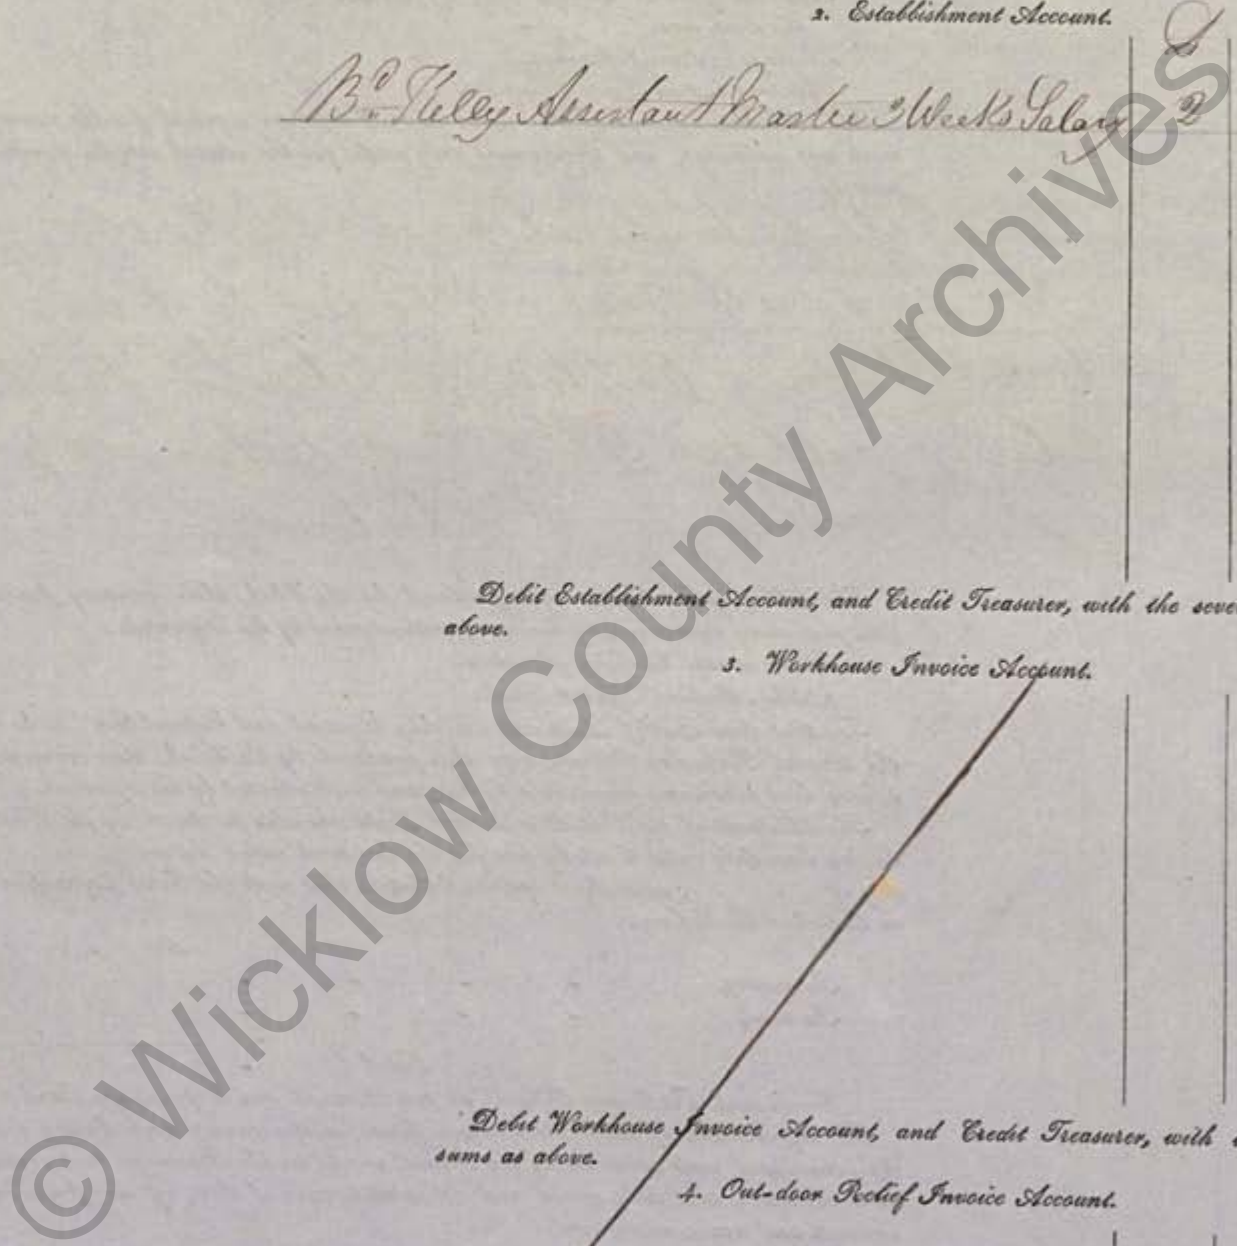 2. Establishment Account.
£
Bd. Kelly Assistant Master 3 Weeks Salary 2
Debit Establishment Account, and Credit Treasurer, with the seve
above.
3. Workhouse Invoice Account.
Debit Workhouse Invoice Account, and Credit Treasurer, with
sums as above.
4. Out-door Relief Invoice Account.
© Wicklow County Archives